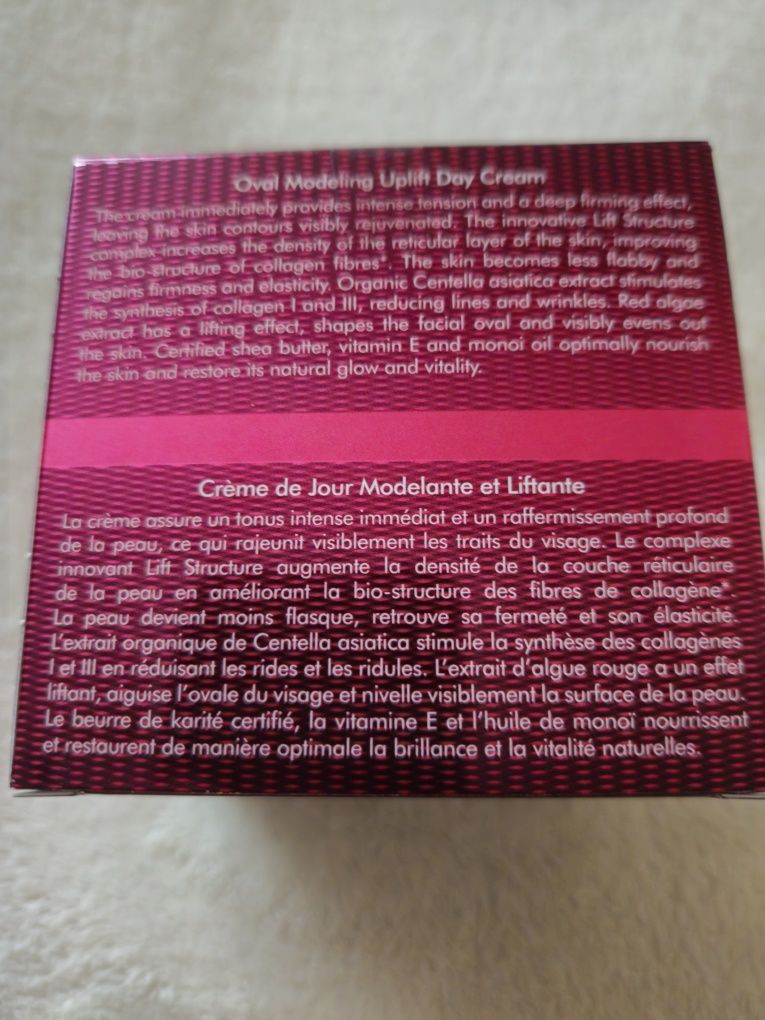 Oval Modeling Uplift Day Cream
The cream immediately provides intense tension and a deep firming effect,
leaving the skin contours visibly rejuvenated. The innovative Lift Structure
complex increases the density of the reticular layer of the skin, improving
the bio-structure of collagen fibres*. The skin becomes less flabby and
regains firmness and elasticity. Organic Centella asiatica extract stimulates
the synthesis of collagen I and III, reducing lines and wrinkles. Red algae
extract has a lifting effect, shapes the facial oval and visibly evens out
the skin. Certified shea butter, vitamin E and monoi oil optimally nourish
the skin and restore its natural glow and vitality.
Crème de Jour Modelante et Liftante
La crème assure un tonus intense immédiat et un raffermissement profond
de la peau, ce qui rajeunit visiblement les traits du visage. Le complexe
innovant Lift Structure augmente la densité de la couche réticulaire
de la peau en améliorant la bio-structure des fibres de collagène*.
La peau devient moins flasque, retrouve sa fermeté et son élasticité.
L'extrait organique de Centella asiatica stimule la synthèse des collagènes
I et III en réduisant les rides et les ridules. L'extrait d'algue rouge a un effet
liftant, aiguise l'ovale du visage et nivelle visiblement la surface de la peau.
Le beurre de karité certifié, la vitamine E et l'huile de monoï nourrissent
et restaurent de manière optimale la brillance et la vitalité naturelles.